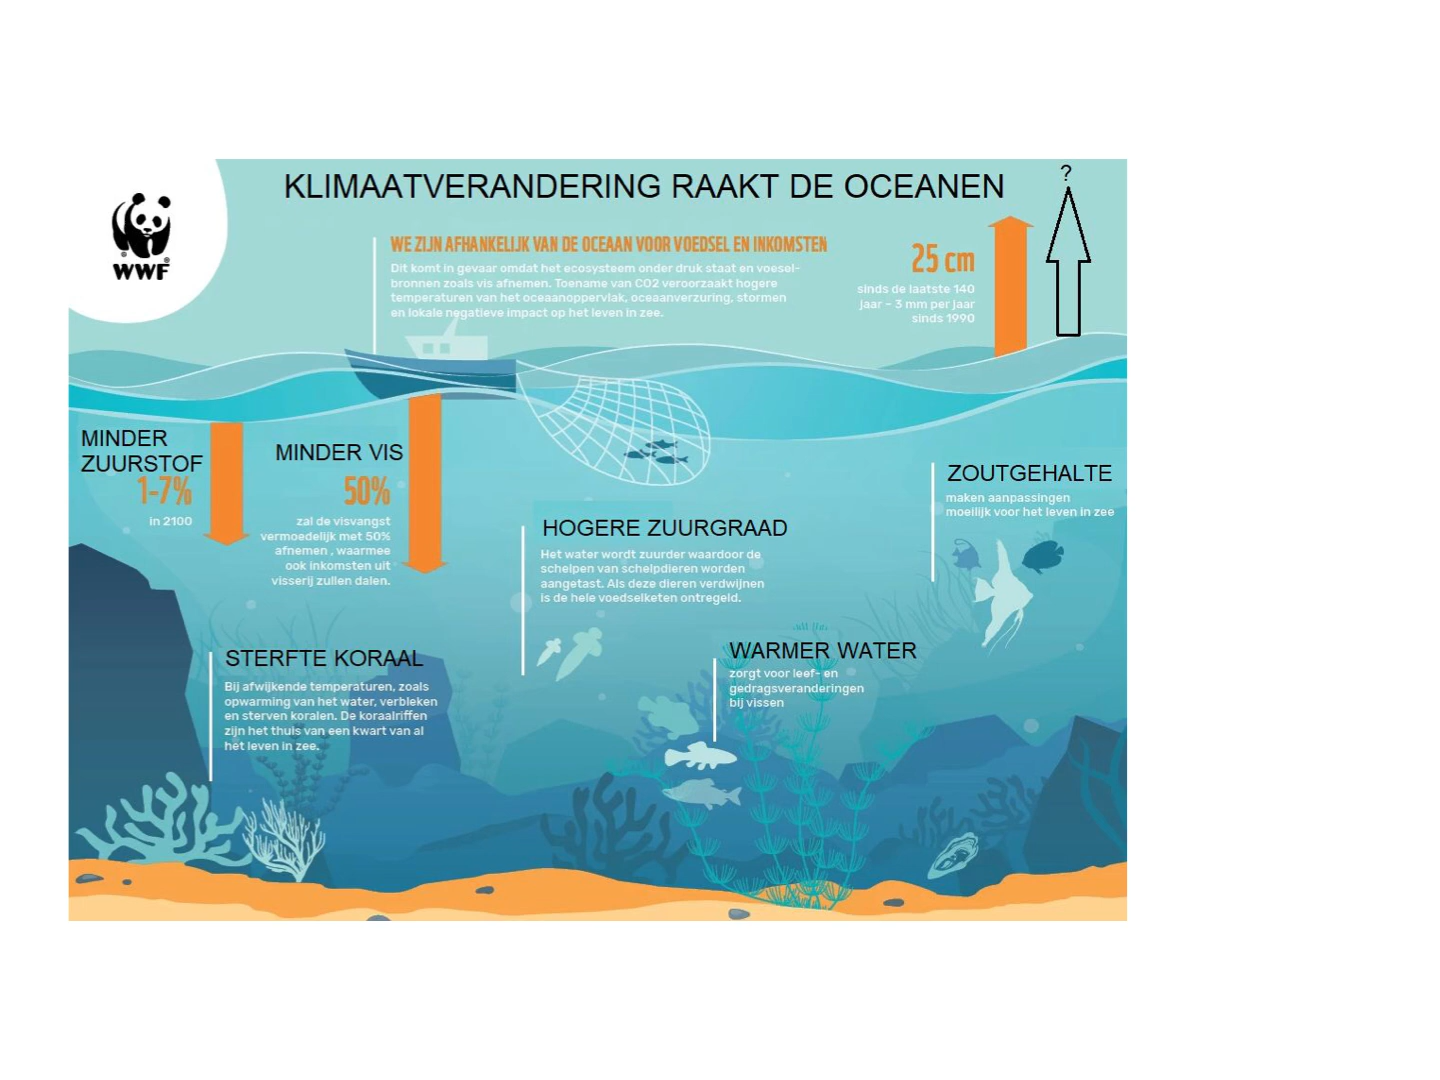 KLIMAATVERANDERING RAAKT DE OCEANEN
?
WWF
WE ZIJN AFHANKELIJK VAN DE OCEAAN VOOR VOEDSEL EN INKOMSTEN
Dit komt in gevaar omdat het ecosysteem onder druk staat en voesel-
bronnen zoals vis afnemen. Toename van CO2 veroorzaakt hogere
temperaturen van het oceaanoppervlak, oceaanverzuring, stormen
en lokale negatieve impact op het leven in zee.
25 cm
sinds de laatste 140
jaar – 3 mm per jaar
sinds 1990
MINDER
ZUURSTOF
1-7%
in 2100
MINDER VIS
50%
zal de visvangst
vermoedelijk met 50%
afnemen , waarmee
ook inkomsten uit
visserij zullen dalen.
ZOUTGEHALTE
maken aanpassingen
moeilijk voor het leven in zee
HOGERE ZUURGRAAD
Het water wordt zuurder waardoor de
schelpen van schelpdieren worden
aangetast. Als deze dieren verdwijnen
is de hele voedselketen ontregeld.
STERFTE KORAAL
Bij afwijkende temperaturen, zoals
opwarming van het water, verbleken
en sterven koralen. De koraalriffen
zijn het thuis van een kwart van al
het leven in zee.
WARMER WATER
zorgt voor leef- en
gedragsveranderingen
bij vissen